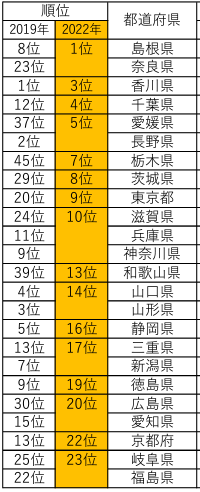 順位 都道府県
2019年 2022年
8位 1位 島根県
23位 奈良県
1位 3位 香川県
12位 4位 千葉県
37位 5位 愛媛県
2位 長野県
45位 7位 栃木県
29位 8位 茨城県
20位 9位 東京都
24位 10位 滋賀県
11位 兵庫県
9位 神奈川県
39位 13位 和歌山県
4位 14位 山口県
3位 山形県
5位 16位 静岡県
13位 17位 三重県
7位 新潟県
9位 19位 徳島県
30位 20位 広島県
15位 愛知県
13位 22位 京都府
25位 23位 岐阜県
22位 福島県